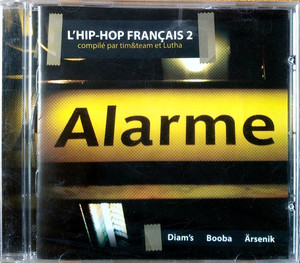 L'HIP-HOP FRANÇAIS 2
compilé par tim&team et Lutha
Alarme
Diam's Booba Ärsenik